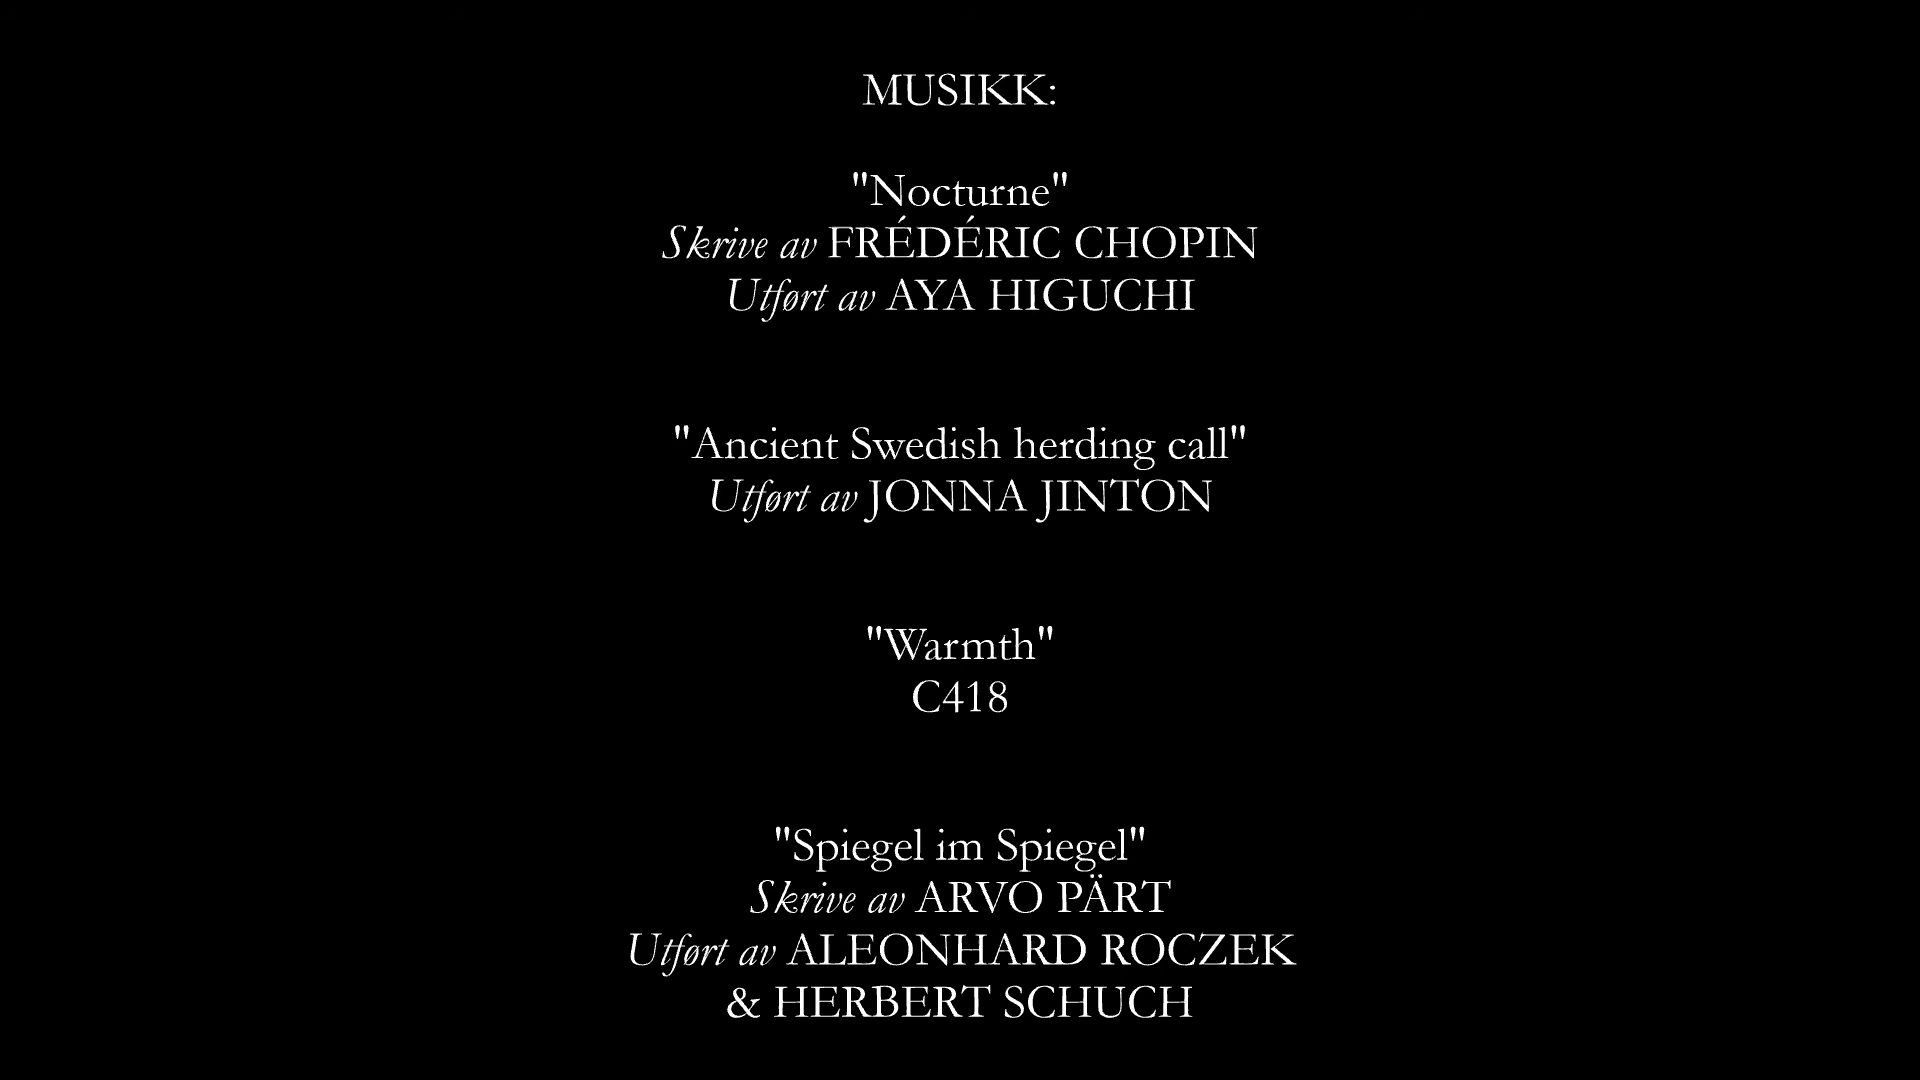 MUSIKK:
"Nocturne"
Skrive av FRÉDÉRIC CHOPIN
Utført av AYA HIGUCHI
"Ancient Swedish herding call"
Utført av JONNA JINTON
"Warmth"
C418
"Spiegel im Spiegel"
Skrive av ARVO PÄRT
Utført av ALEONHARD ROCZEK
& HERBERT SCHUCH